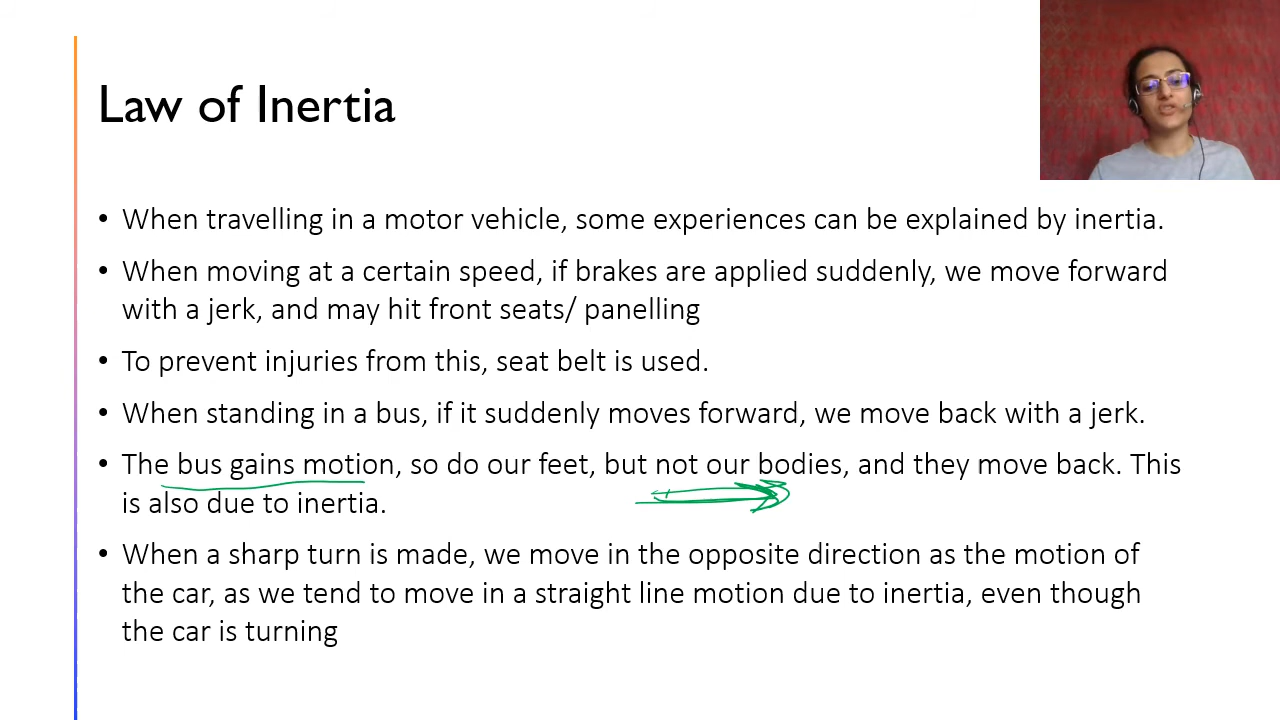 Law of Inertia
• When travelling in a motor vehicle, some experiences can be explained by inertia.
• When moving at a certain speed, if brakes are applied suddenly, we move forward
with a jerk, and may hit front seats/ panelling
• To prevent injuries from this, seat belt is used.
• When standing in a bus, if it suddenly moves forward, we move back with a jerk.
• The bus gains motion, so do our feet, but not our bodies, and they move back. This
is also due to inertia.
• When a sharp turn is made, we move in the opposite direction as the motion of
the car, as we tend to move in a straight line motion due to inertia, even though
the car is turning